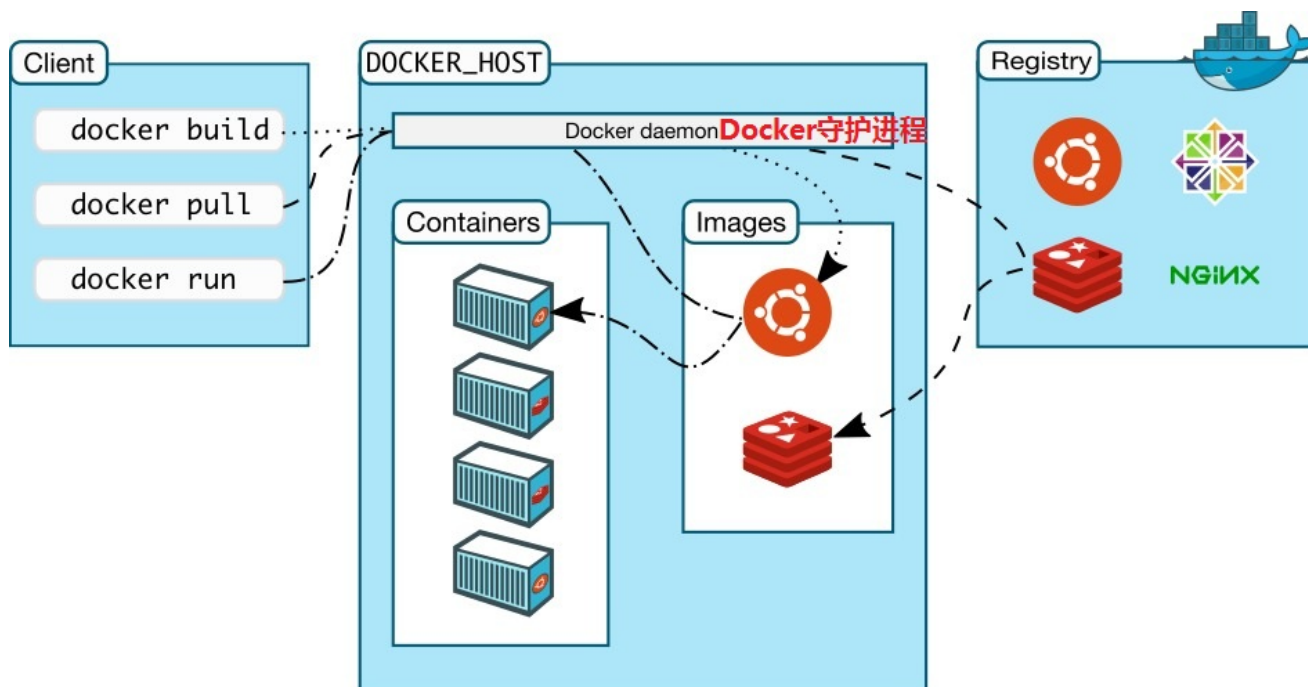 Client
docker build
docker pull
docker run
DOCKER_HOST
Docker daemon Docker守护进程
Containers
Images
Registry
NGiNX